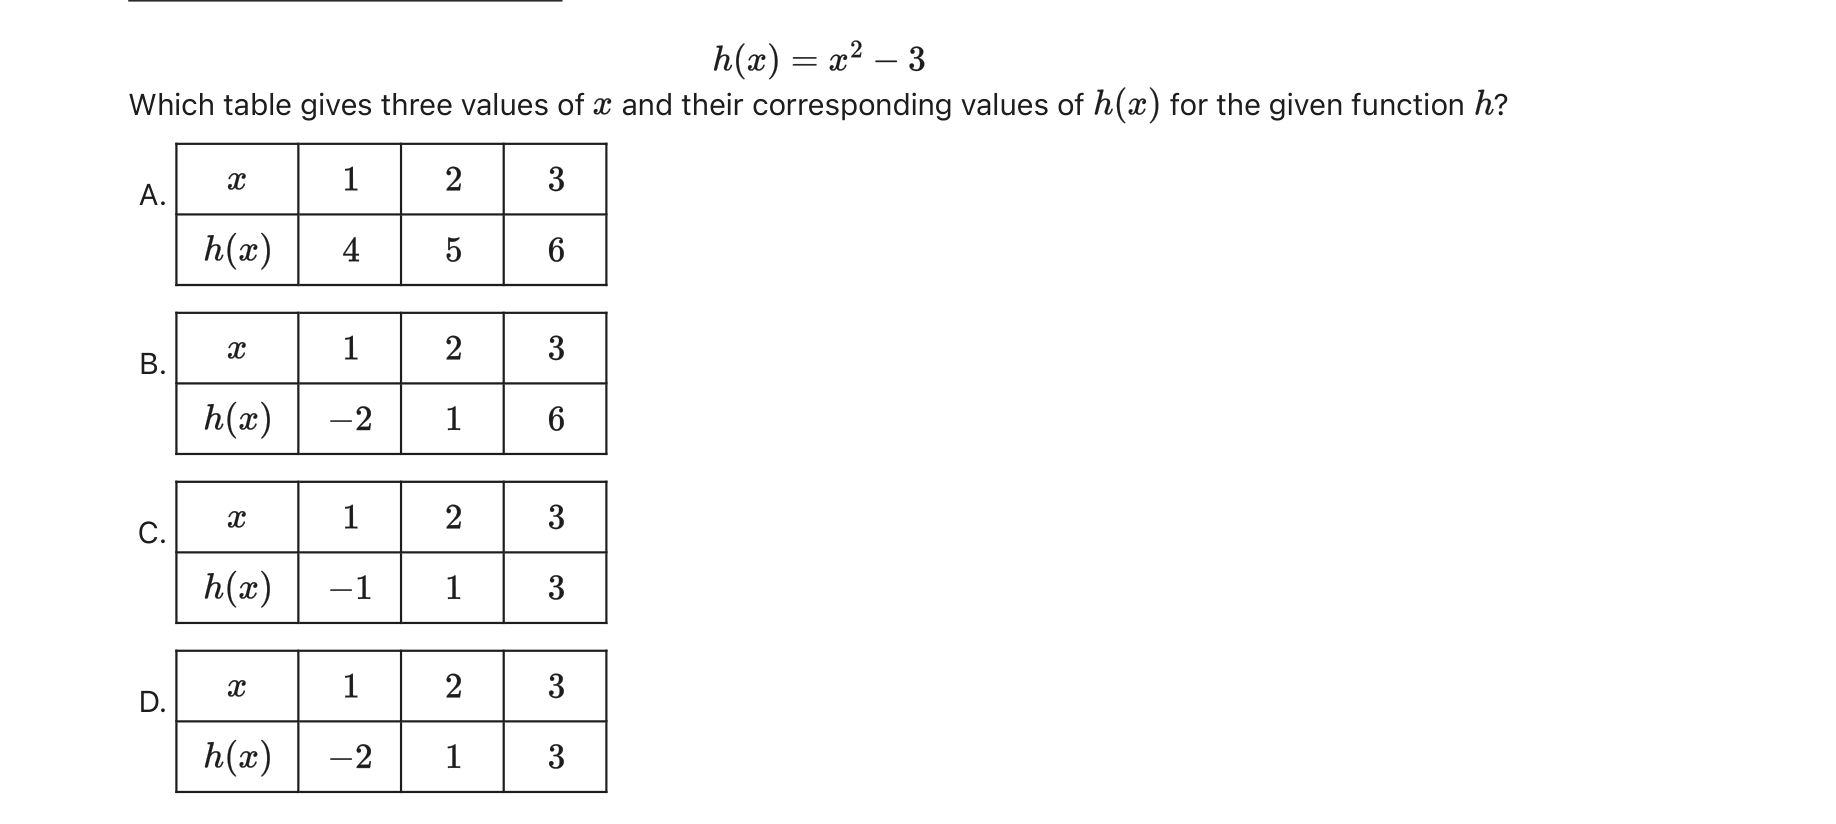 h(x) = x² − 3
Which table gives three values of x and their corresponding values of h(x) for the given function h?
A.
x 1 2 3
h(x) 4 5 6
B.
x 1 2 3
h(x) −2 1 6
C.
x 1 2 3
h(x) −1 1 3
D.
x 1 2 3
h(x) −2 1 3